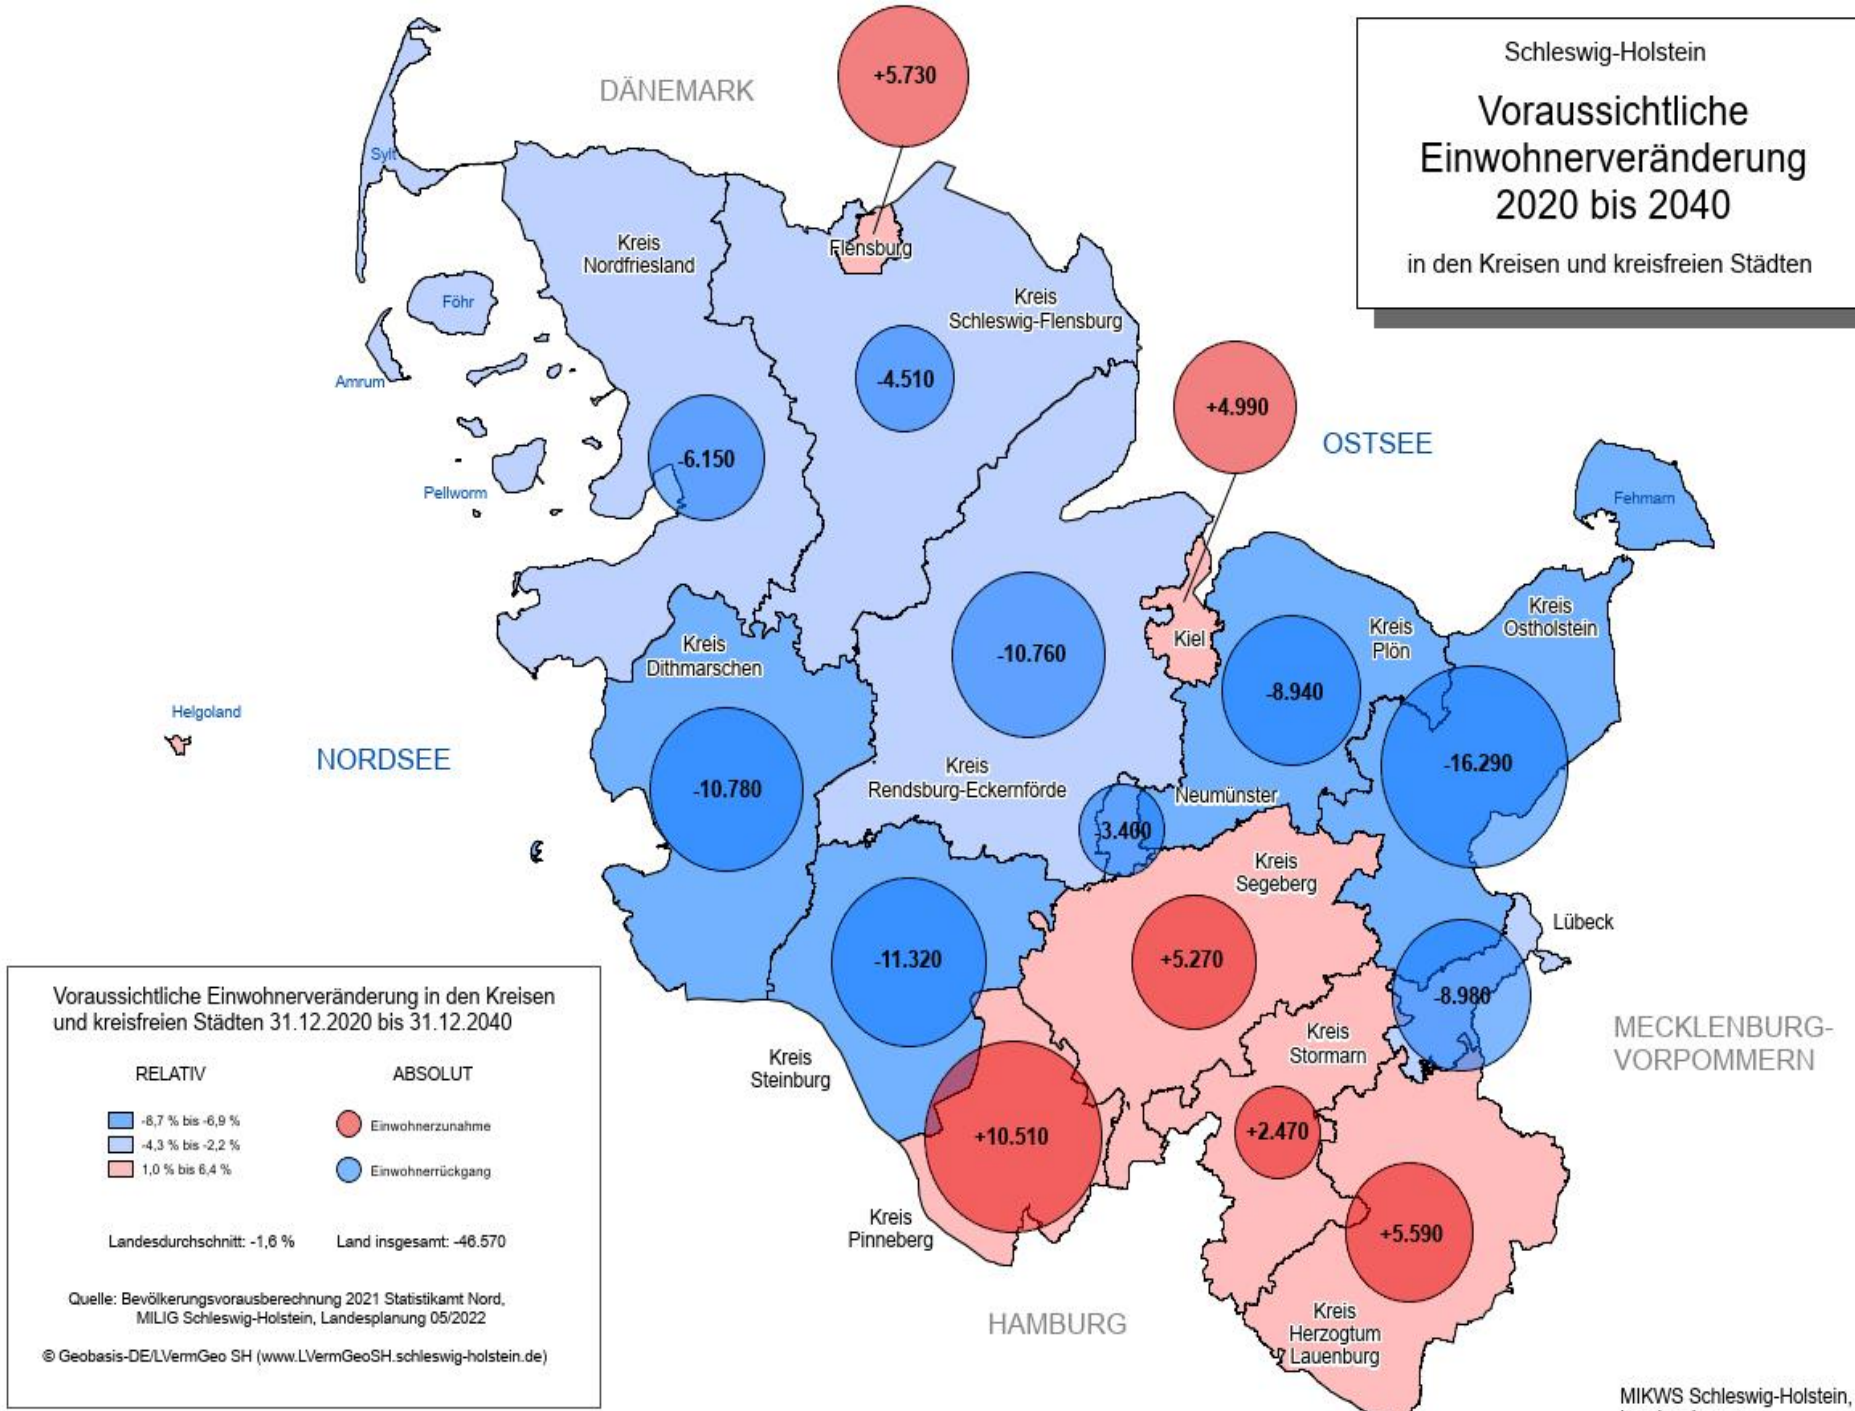 Schleswig-Holstein
Voraussichtliche
Einwohnerveränderung
2020 bis 2040
in den Kreisen und kreisfreien Städten
DÄNEMARK
+5.730
Sylt
Flensburg
Kreis
Nordfriesland
Kreis
Schleswig-Flensburg
Föhr
Amrum
-4.510
+4.990
OSTSEE
-6.150
Pellworm
Fehmarn
Kreis
Ostholstein
Kreis
Plön
Kiel
Kreis
Dithmarschen
-10.760
-8.940
Helgoland
NORDSEE
-10.780
Kreis
Rendsburg-Eckernförde
Neumünster
-16.290
-3.400
Kreis
Segeberg
Lübeck
-11.320
+5.270
-8.980
MECKLENBURG-
VORPOMMERN
Kreis
Stormarn
Kreis
Steinburg
+10.510
+2.470
Kreis
Pinneberg
+5.590
HAMBURG
Kreis
Herzogtum
Lauenburg
Voraussichtliche Einwohnerveränderung in den Kreisen
und kreisfreien Städten 31.12.2020 bis 31.12.2040
RELATIV
ABSOLUT
-8,7 % bis -6,9 %
-4,3 % bis -2,2 %
1,0 % bis 6,4 %
Einwohnerzunahme
Einwohnerrückgang
Landesdurchschnitt: -1,6 %
Land insgesamt: -46.570
Quelle: Bevölkerungsvorausberechnung 2021 Statistikamt Nord,
MILIG Schleswig-Holstein, Landesplanung 05/2022
© Geobasis-DE/LVermGeo SH (www.LVermGeoSH.schleswig-holstein.de)
MIKWS Schleswig-Holstein,